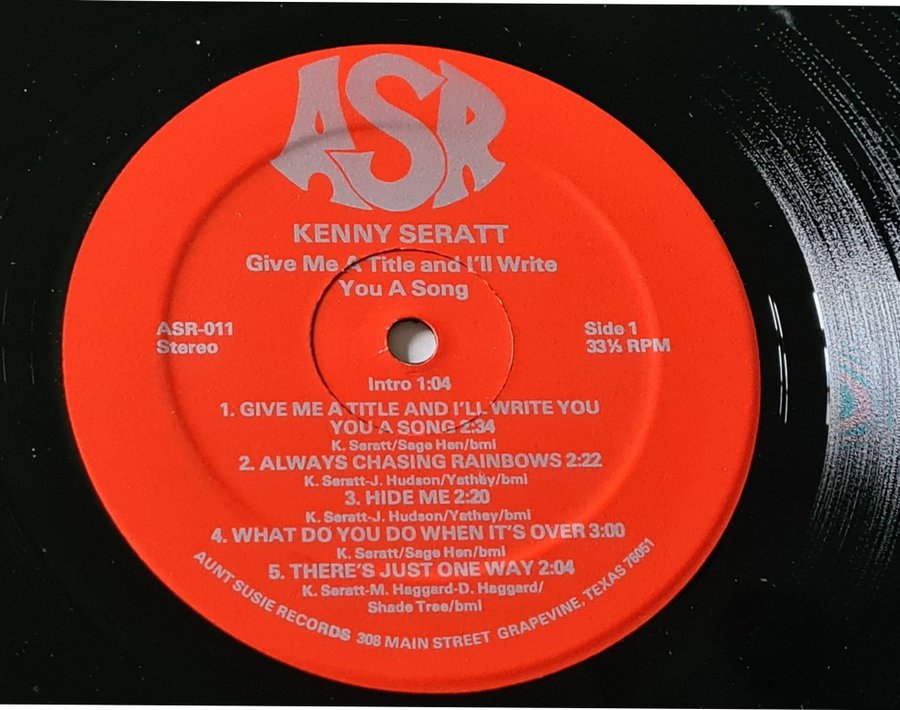 ASR
KENNY SERATT
Give Me A Title and I'll Write
You A Song
ASR-011
Stereo
Side 1
33⅓ RPM
Intro 1:04
1. GIVE ME A TITLE AND I'LL WRITE YOU
YOU A SONG 2:34
K. Seratt/Sage Hen/bmi
2. ALWAYS CHASING RAINBOWS 2:22
K. Seratt-J. Hudson/Yathey/bmi
3. HIDE ME 2:20
K. Seratt-J. Hudson/Yathey/bmi
4. WHAT DO YOU DO WHEN IT'S OVER 3:00
K. Seratt/Sage Hen/bmi
5. THERE'S JUST ONE WAY 2:04
K. Seratt-M. Haggard-D. Haggard/
Shade Tree/bmi
AUNT SUSIE RECORDS 308 MAIN STREET GRAPEVINE, TEXAS 76051